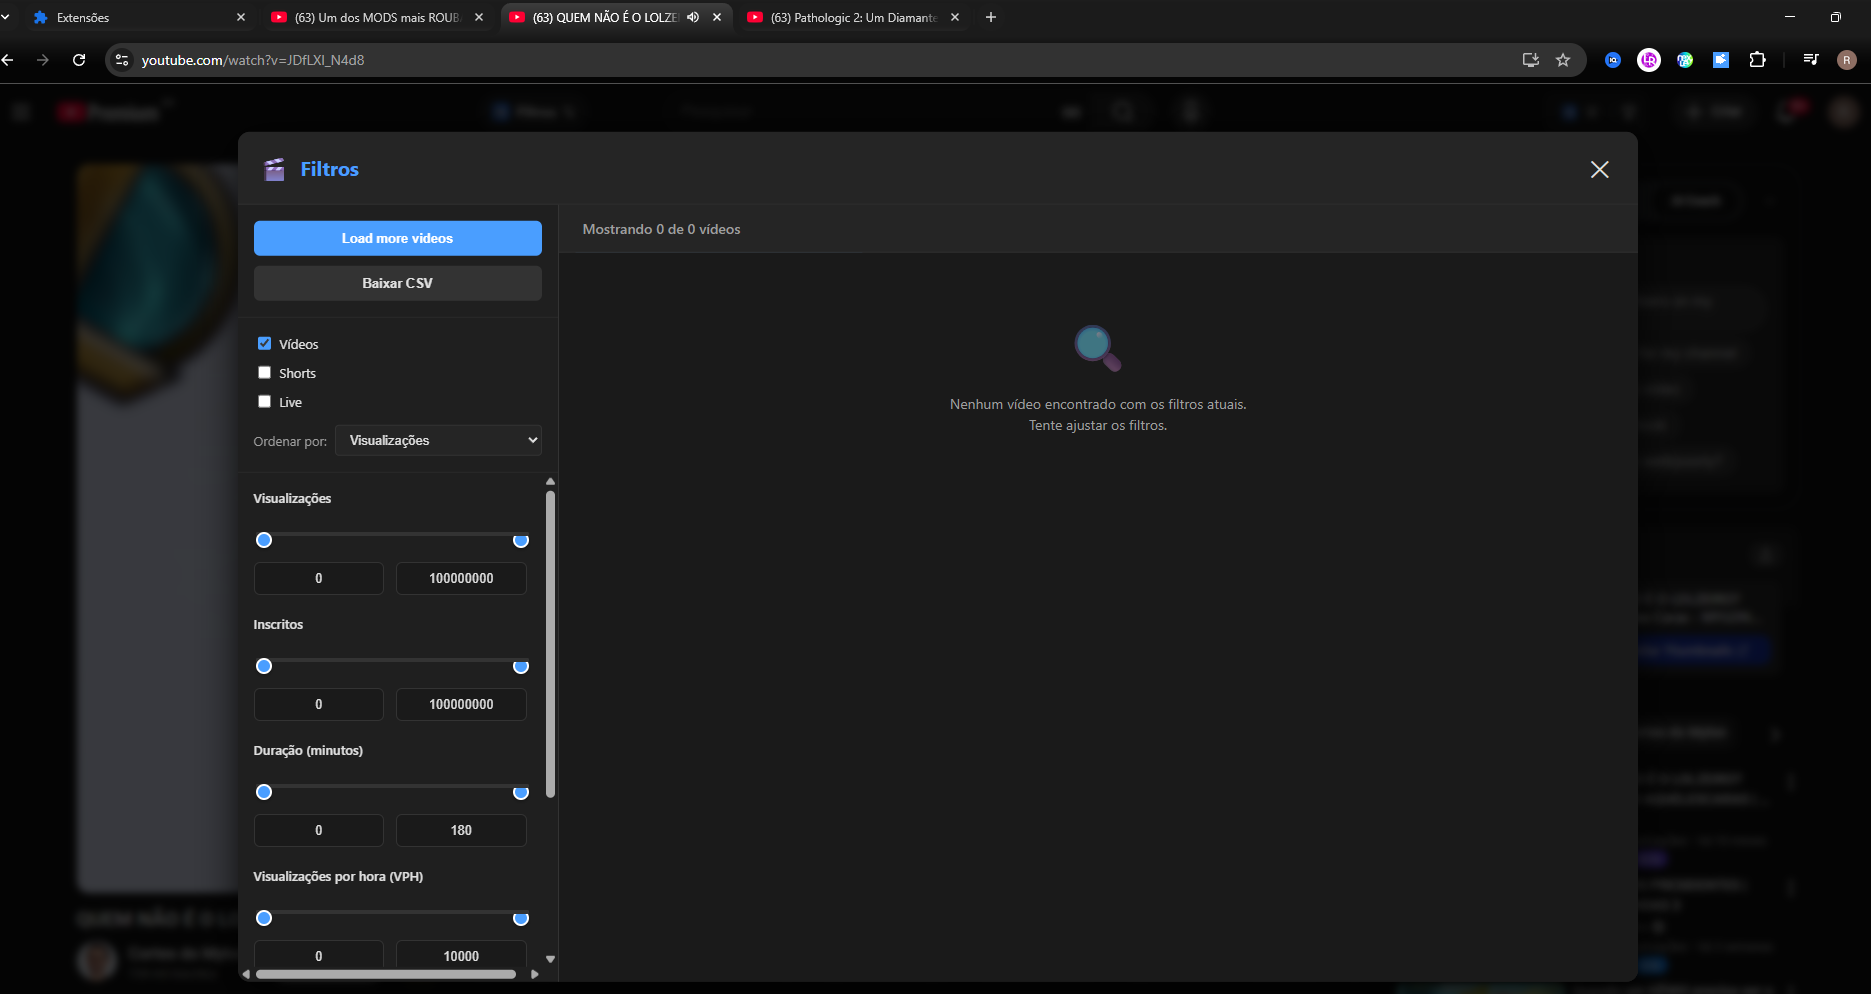 Extensões
(63) Um dos MODS mais ROUB
(63) QUEM NÃO É O LOLZE
(63) Pathologic 2: Um Diamante
youtube.com/watch?v=JDfLXI_N4d8
R
Premium
Filtros
Load more videos
Baixar CSV
Mostrando 0 de 0 vídeos
Vídeos
Shorts
Live
Ordenar por: Visualizações
Nenhum vídeo encontrado com os filtros atuais.
Tente ajustar os filtros.
Visualizações
0 100000000
Inscritos
0 100000000
Duração (minutos)
0 180
Visualizações por hora (VPH)
0 10000
QUEM NÃO É O L